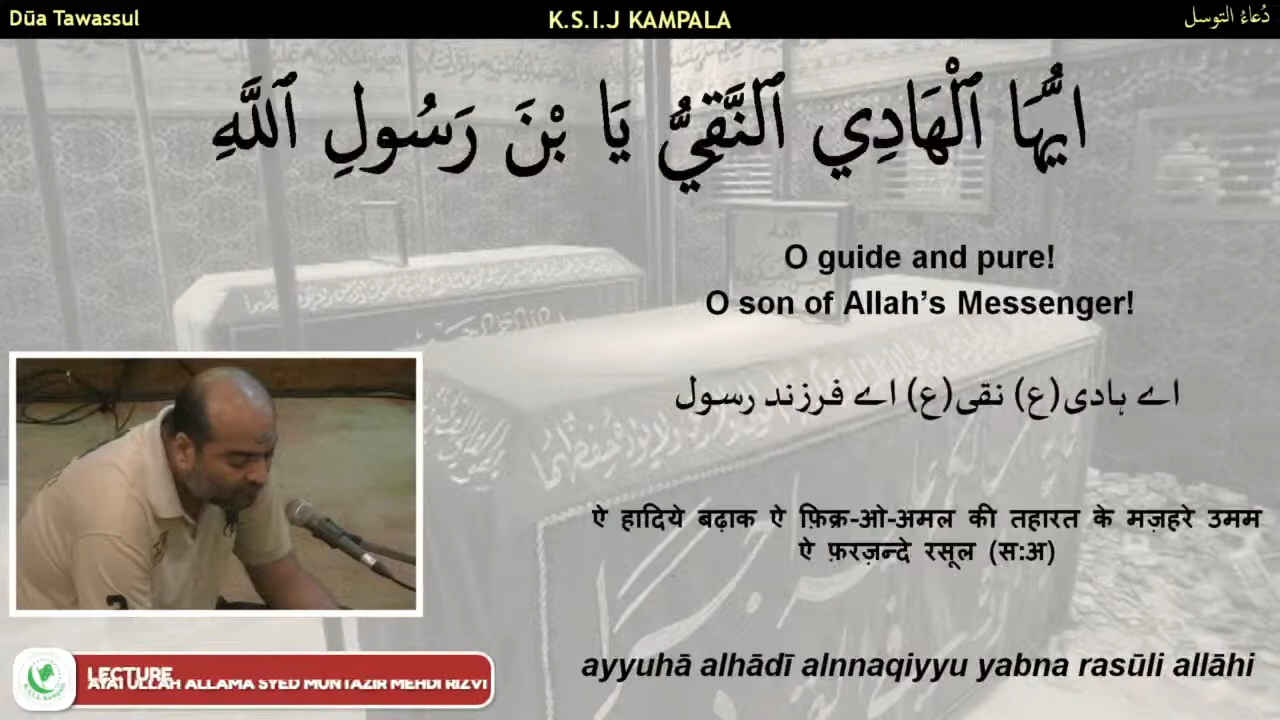 Dūa Tawassul
K.S.I.J KAMPALA
دُعاءُ التوسل
ايُّهَا ٱلْهَادِي ٱلنَّقِيُّ يَا بْنَ رَسُولِ ٱللَّهِ
O guide and pure!
O son of Allah’s Messenger!
اے ہادی(ع) نقی(ع) اے فرزند رسول
ऐ हादिये बढ़ाक ऐ फ़िक्र-ओ-अमल की तहारत के मज़हरे उमम
ऐ फ़रज़न्दे रसूल (स:अ)
ayyuhā alhādī alnnaqiyyu yabna rasūli allāhi
LECTURE
AYATULLAH ALLAMA SYED MUNTAZIR MEHDI RIZVI
K.S.I.J. Kampala